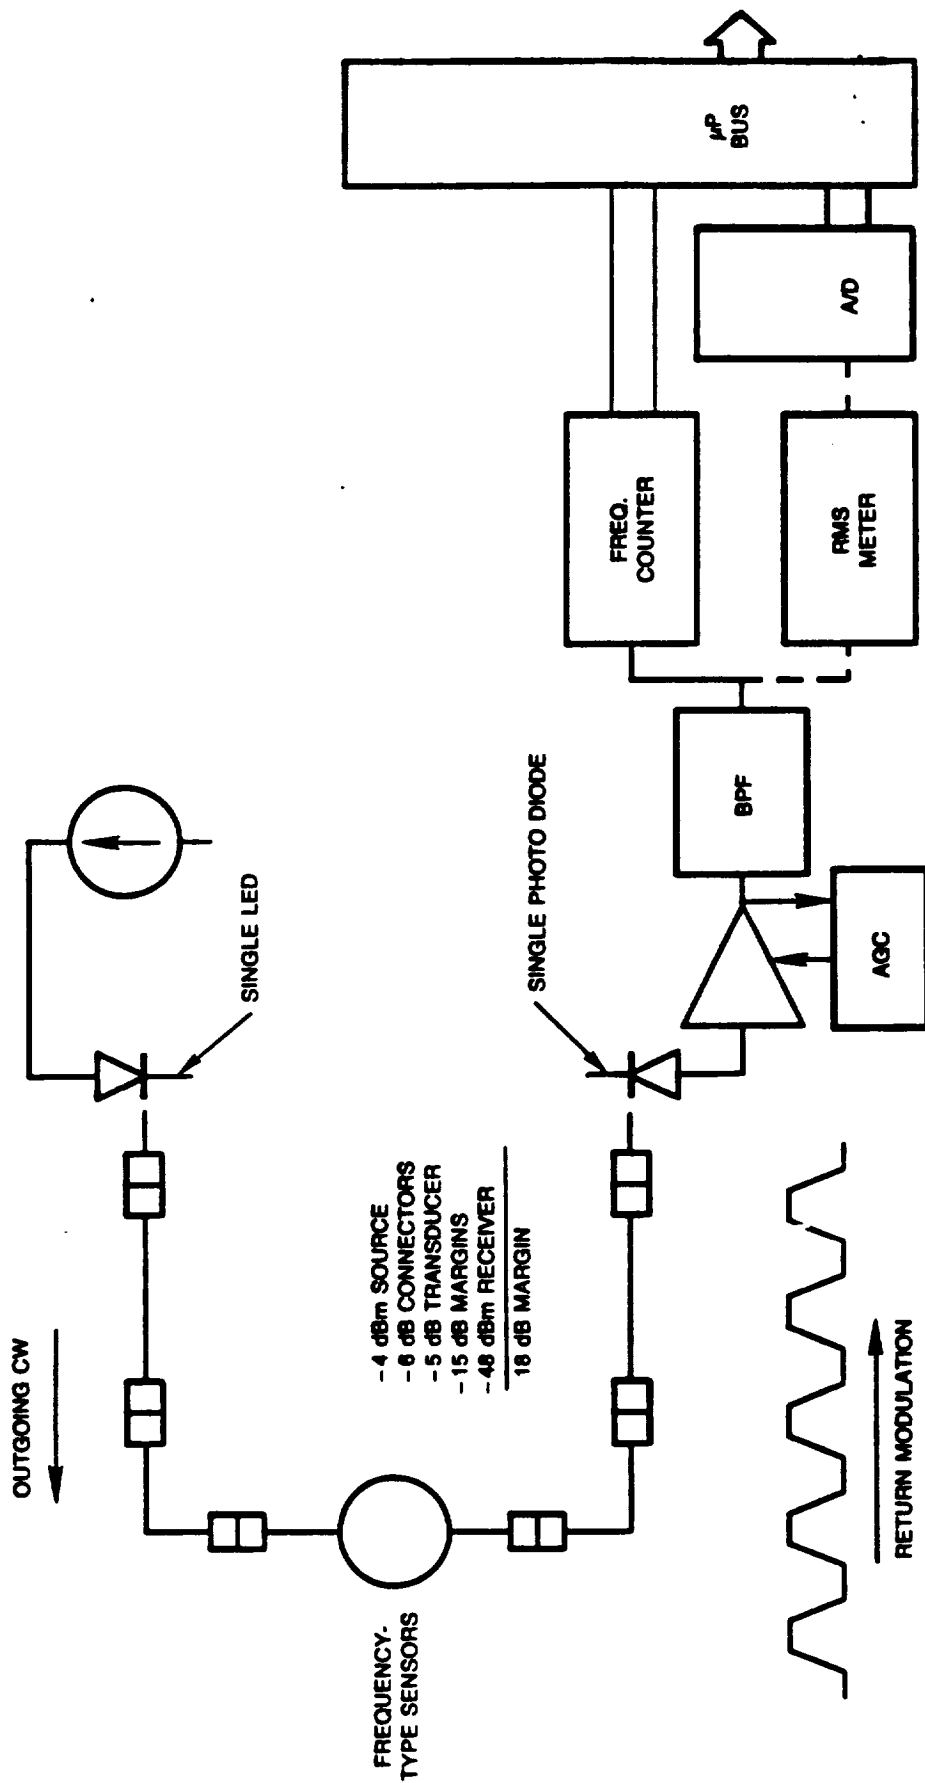 OUTGOING CW
SINGLE LED
FREQUENCY-
TYPE SENSORS
- 4 dBm SOURCE
- 6 dB CONNECTORS
- 5 dB TRANSDUCER
- 15 dB MARGINS
- 48 dBm RECEIVER
18 dB MARGIN
SINGLE PHOTO DIODE
RETURN MODULATION
AGC
BPF
FREQ.
COUNTER
RMS
METER
A/D
μP
BUS